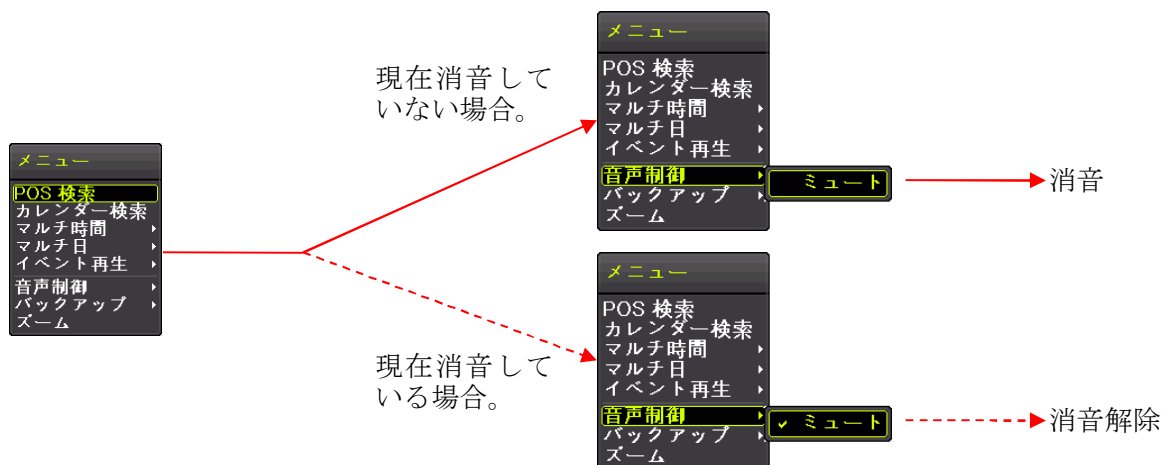 メニュー
POS 検索
カレンダー検索
マルチ時間
マルチ日
イベント再生
音声制御
バックアップ
ズーム
現在消音して
いない場合。
メニュー
POS 検索
カレンダー検索
マルチ時間
マルチ日
イベント再生
音声制御
ミュート
バックアップ
ズーム
消音
現在消音して
いる場合。
メニュー
POS 検索
カレンダー検索
マルチ時間
マルチ日
イベント再生
音声制御
✓ ミュート
バックアップ
ズーム
消音解除